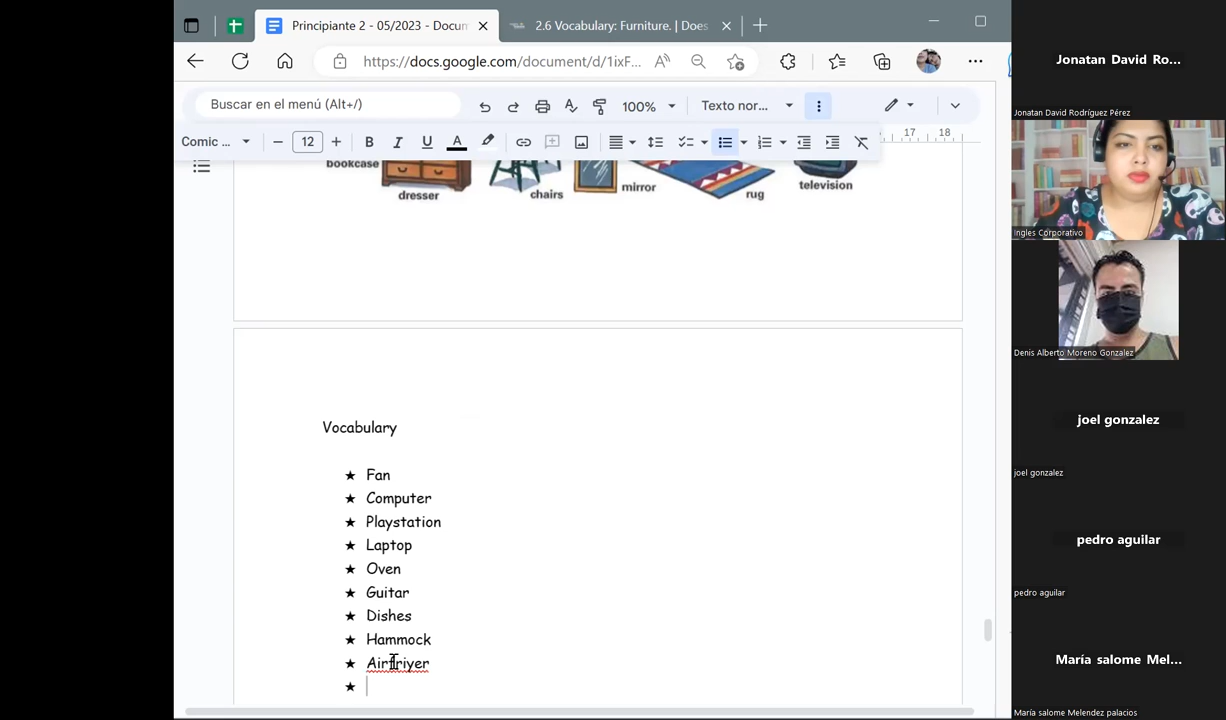 Principiante 2 - 05/2023 - Docum
2.6 Vocabulary: Furniture. | Does
https://docs.google.com/document/d/1ixF...
Buscar en el menú (Alt+/)
100%
Texto nor...
Comic ...
12
17
18
bookcase
dresser
chairs
mirror
rug
television
Vocabulary
★ Fan
★ Computer
★ Playstation
★ Laptop
★ Oven
★ Guitar
★ Dishes
★ Hammock
★ Airfriyer
★
Jonatan David Ro...
Jonatan David Rodríguez Pérez
Ingles Corporativo
Denis Alberto Moreno Gonzalez
joel gonzalez
joel gonzalez
pedro aguilar
pedro aguilar
María salome Mel...
María salome Melendez palacios